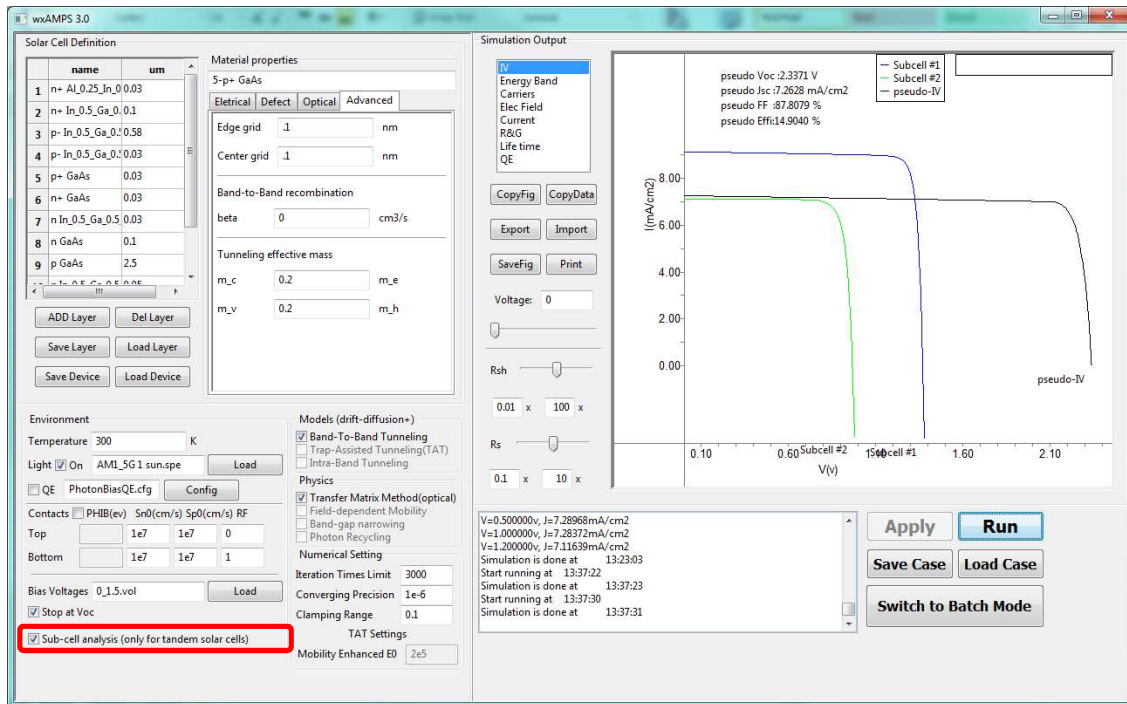 wxAMPS 3.0
Solar Cell Definition
name um
1 n+ Al_0.25_In_0 0.03
2 n+ In_0.5_Ga_0. 0.1
3 p- In_0.5_Ga_0.! 0.58
4 p- In_0.5_Ga_0.! 0.03
5 p+ GaAs 0.03
6 n+ GaAs 0.03
7 n In_0.5_Ga_0.5 0.03
8 n GaAs 0.1
9 p GaAs 2.5
ADD Layer Del Layer
Save Layer Load Layer
Save Device Load Device
Material properties
5-p+ GaAs
Eletrical Defect Optical Advanced
Edge grid .1 nm
Center grid .1 nm
Band-to-Band recombination
beta 0 cm3/s
Tunneling effective mass
m_c 0.2 m_e
m_v 0.2 m_h
Environment
Temperature 300 K
Light On AM1_5G 1 sun.spe Load
QE PhotonBiasQE.cfg Config
Contacts PHIB(ev) Sn0(cm/s) Sp0(cm/s) RF
Top 1e7 1e7 0
Bottom 1e7 1e7 1
Bias Voltages 0_1.5.vol Load
Stop at Voc
Sub-cell analysis (only for tandem solar cells)
Models (drift-diffusion+)
Band-To-Band Tunneling
Trap-Assisted Tunneling(TAT)
Intra-Band Tunneling
Physics
Transfer Matrix Method(optical)
Field-dependent Mobility
Band-gap narrowing
Photon Recycling
Numerical Setting
Iteration Times Limit 3000
Converging Precision 1e-6
Clamping Range 0.1
TAT Settings
Mobility Enhanced E0 2e5
Simulation Output
IV
Energy Band
Carriers
Elec Field
Current
R&G
Life time
QE
CopyFig CopyData
Export Import
SaveFig Print
Voltage: 0
Rsh
0.01 x 100 x
Rs
0.1 x 10 x
pseudo Voc :2.3371 V
pseudo Jsc :7.2628 mA/cm2
pseudo FF :87.8079 %
pseudo Effi:14.9040 %
Subcell #1
Subcell #2
pseudo-IV
I(mA/cm2)
8.00
6.00
4.00
2.00
0.00
pseudo-IV
Subcell #2 Subcell #1
0.10 0.60 1.10 1.60 2.10
V(v)
V=0.500000v, J=7.28968mA/cm2
V=1.000000v, J=7.28372mA/cm2
V=1.200000v, J=7.11639mA/cm2
Simulation is done at 13:23:03
Start running at 13:37:22
Simulation is done at 13:37:23
Start running at 13:37:30
Simulation is done at 13:37:31
Apply Run
Save Case Load Case
Switch to Batch Mode